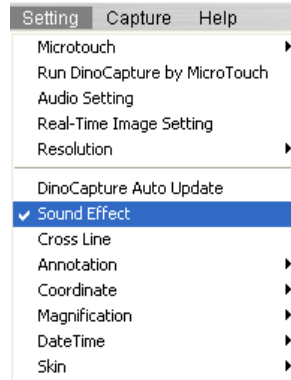 Setting Capture Help
Microtouch
Run DinoCapture by MicroTouch
Audio Setting
Real-Time Image Setting
Resolution
DinoCapture Auto Update
Sound Effect
Cross Line
Annotation
Coordinate
Magnification
DateTime
Skin